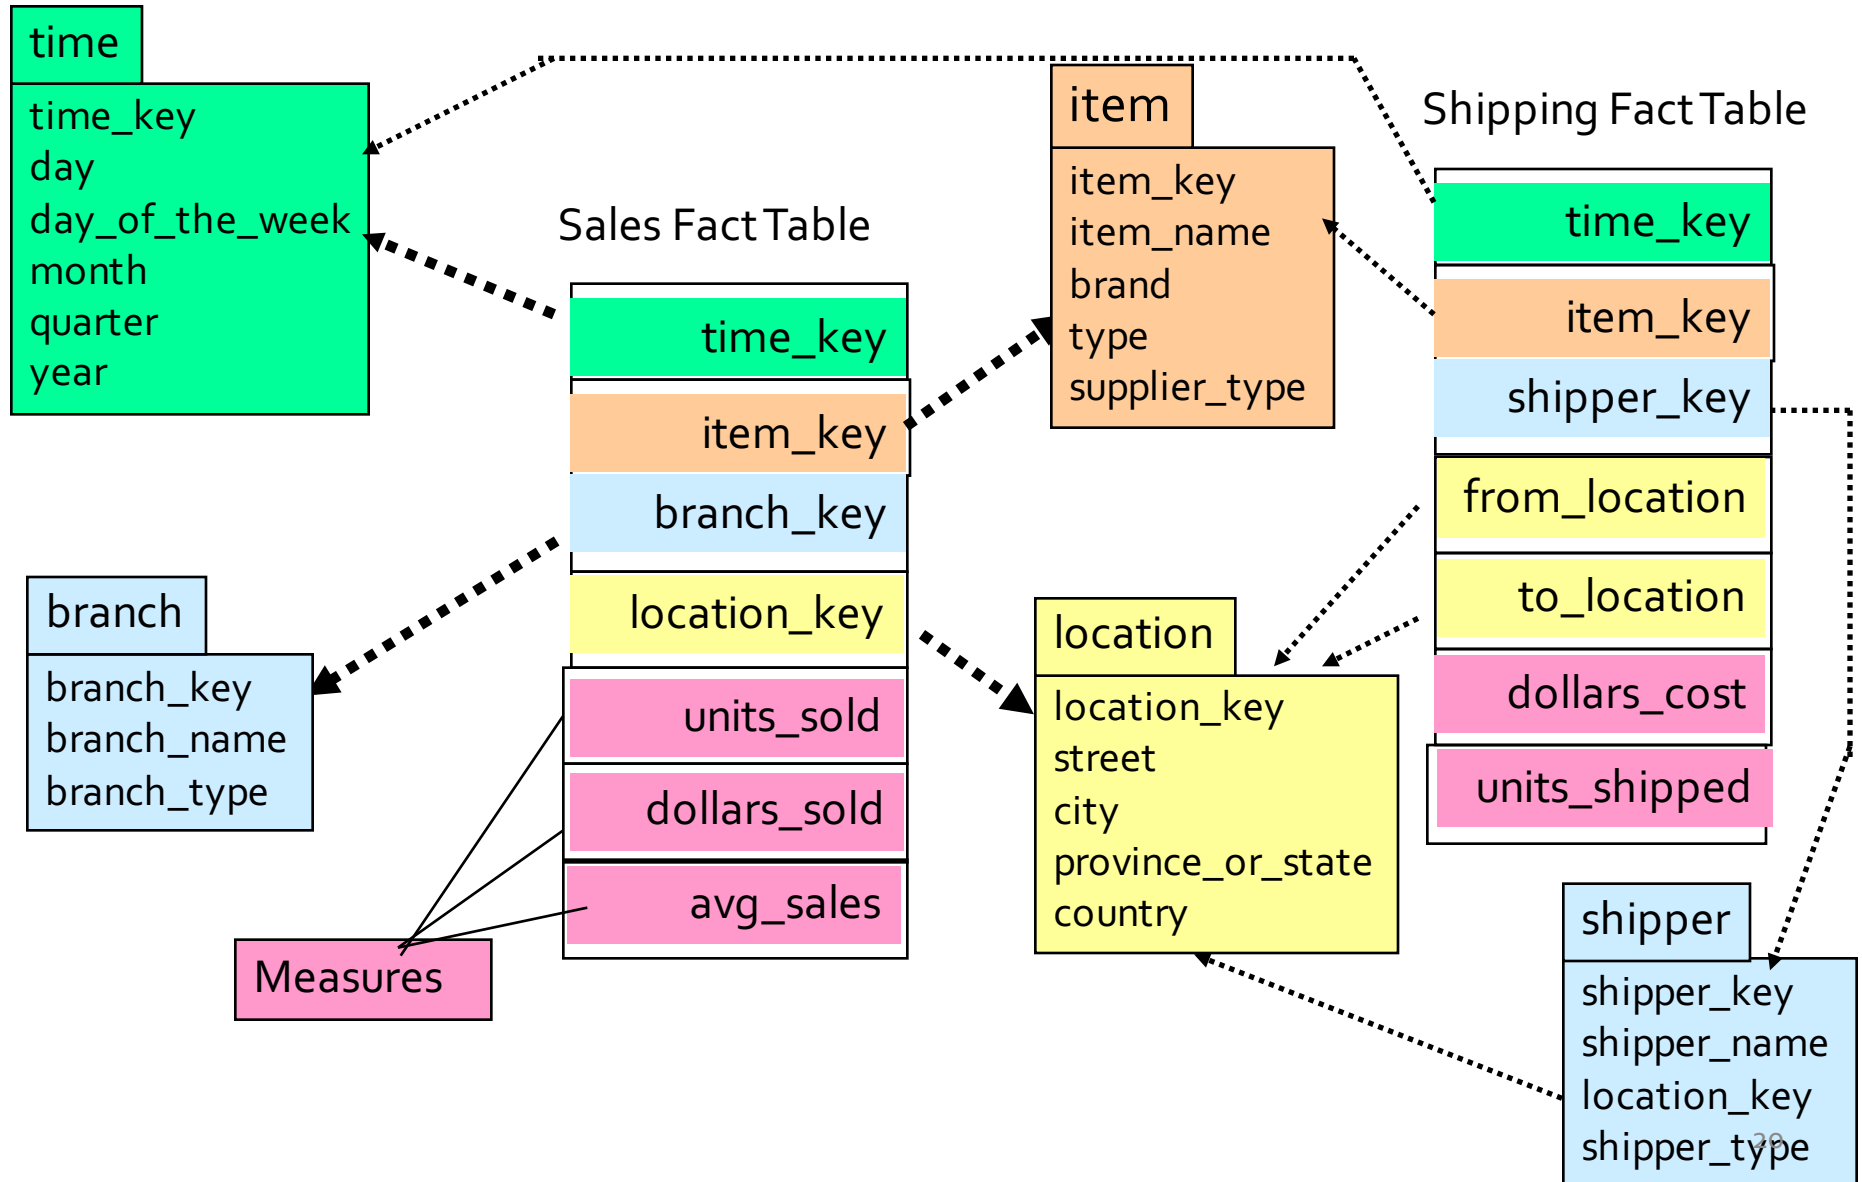 time
time_key
day
day_of_the_week
month
quarter
year
Sales Fact Table
time_key
item_key
branch_key
location_key
units_sold
dollars_sold
avg_sales
Measures
branch
branch_key
branch_name
branch_type
item
item_key
item_name
brand
type
supplier_type
location
location_key
street
city
province_or_state
country
Shipping Fact Table
time_key
item_key
shipper_key
from_location
to_location
dollars_cost
units_shipped
shipper
shipper_key
shipper_name
location_key
shipper_type
20